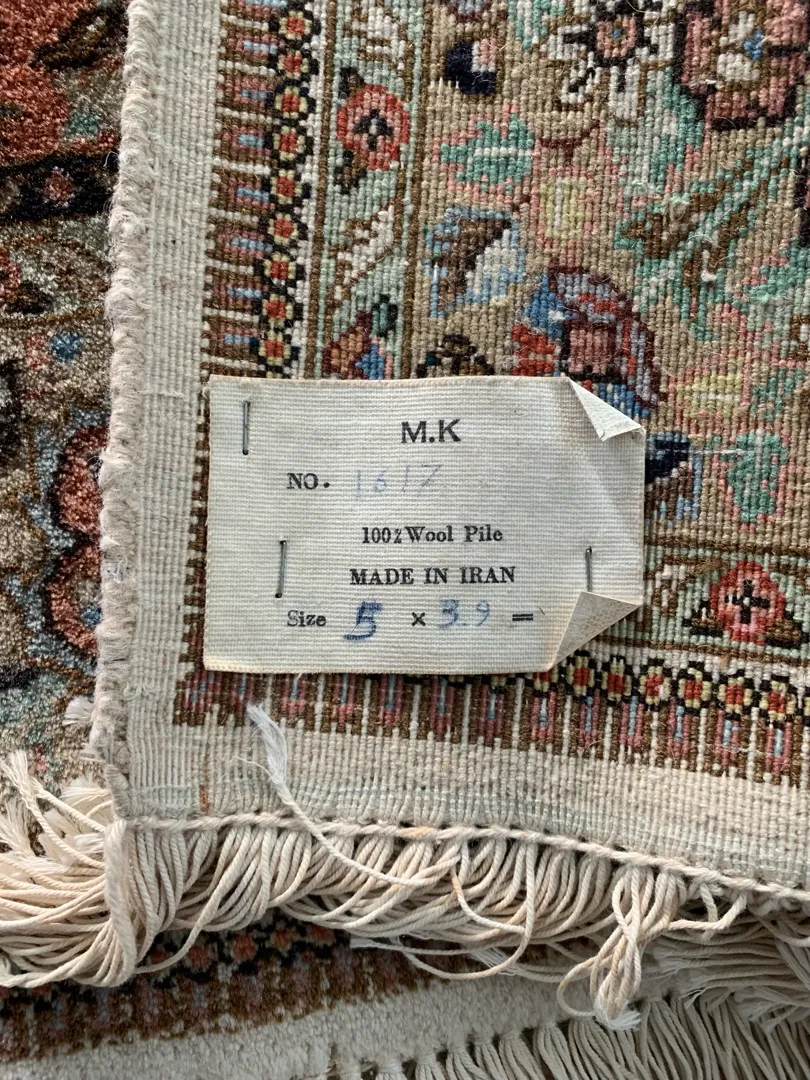 M.K
NO. 1617
100% Wool Pile
MADE IN IRAN
Size 5 x 3.9 =